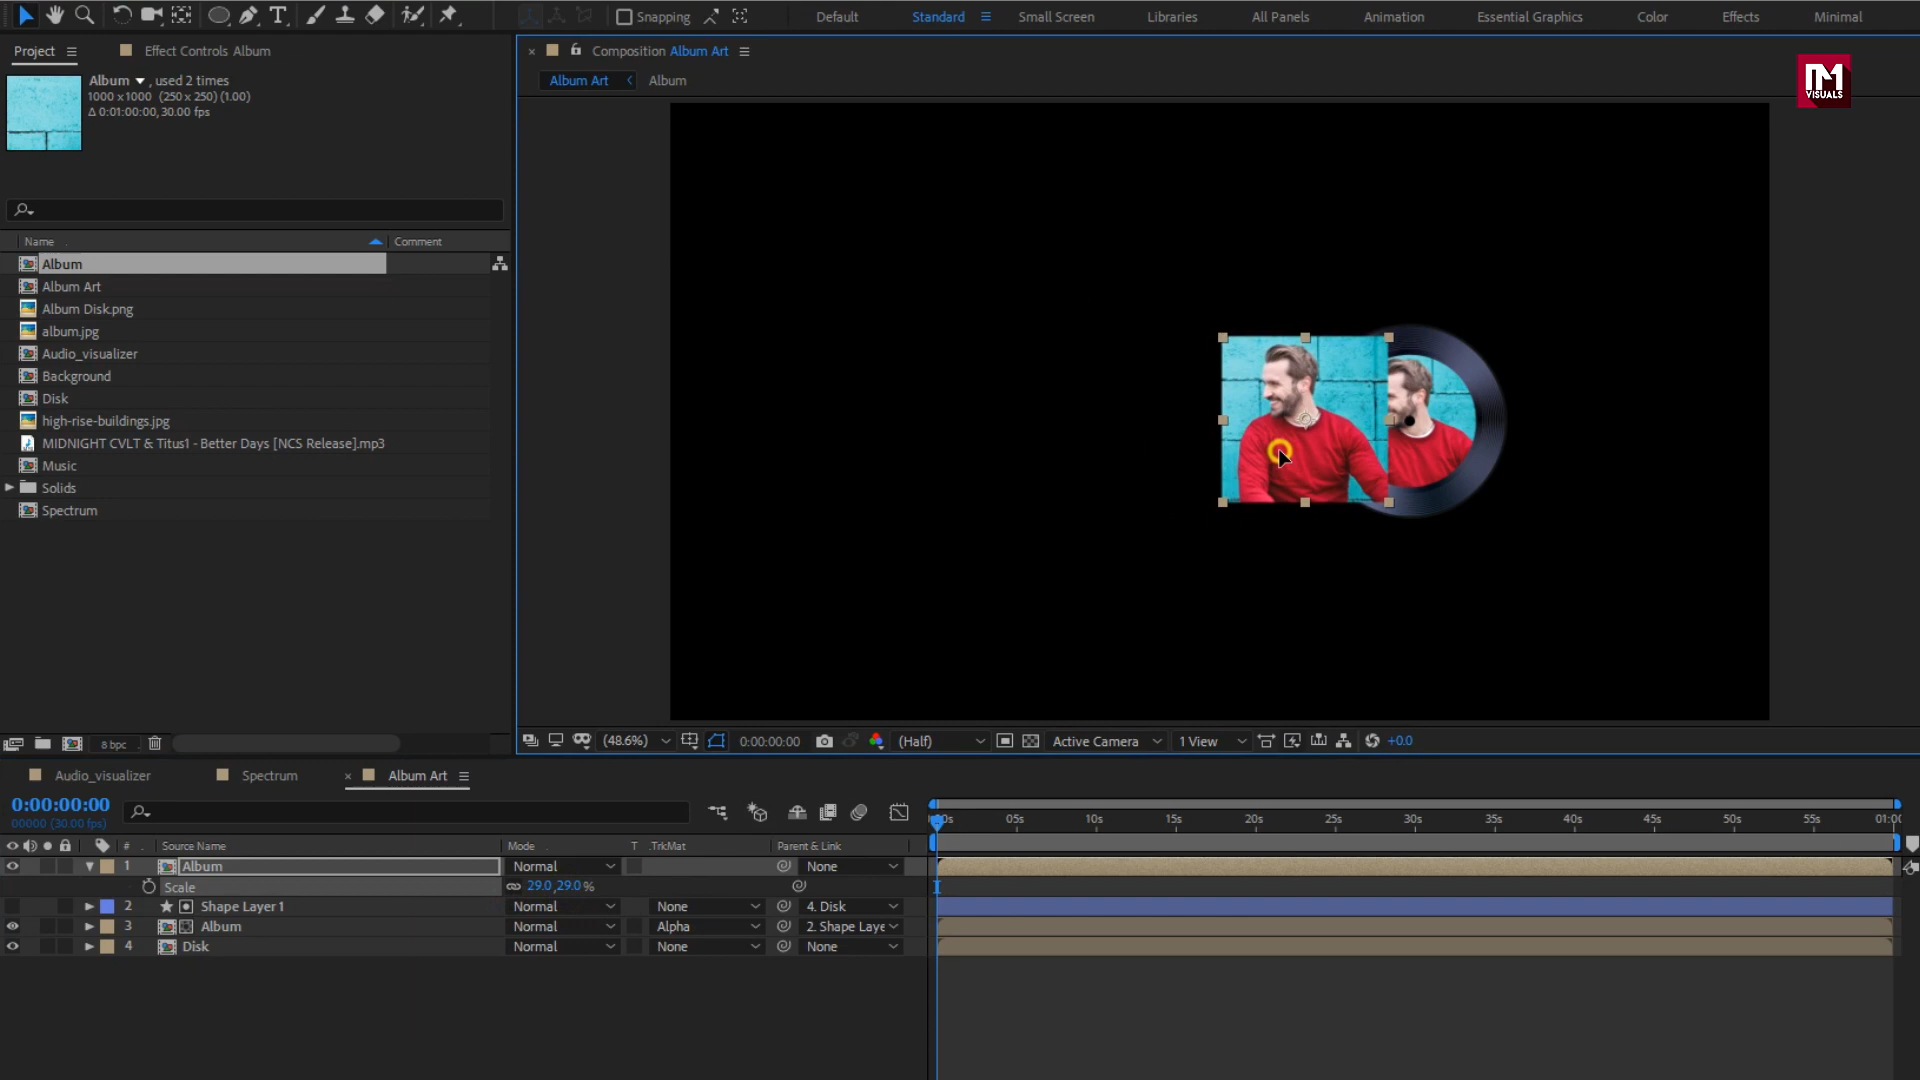 Snapping
Default
Standard
Small Screen
Libraries
All Panels
Animation
Essential Graphics
Color
Effects
Minimal
Project
Effect Controls Album
Composition Album Art
Album Art
Album
Album , used 2 times
1000 x 1000 (250 x 250) (1.00)
Δ 0:01:00:00, 30.00 fps
VISUALS
Name
Comment
Album
Album Art
Album Disk.png
album.jpg
Audio_visualizer
Background
Disk
high-rise-buildings.jpg
MIDNIGHT CVLT & Titus1 - Better Days [NCS Release].mp3
Music
Solids
Spectrum
8 bpc
(48.6%)
0:00:00:00
(Half)
Active Camera
1 View
+0.0
Audio_visualizer
Spectrum
Album Art
0:00:00:00
00000 (30.00 fps)
05s
10s
15s
20s
25s
30s
35s
40s
45s
50s
55s
01:00
#
Source Name
Mode
T
.TrkMat
Parent & Link
1
Album
Normal
None
Scale
29.0,29.0%
2
Shape Layer 1
Normal
None
4. Disk
3
Album
Normal
Alpha
2. Shape Laye
4
Disk
Normal
None
None